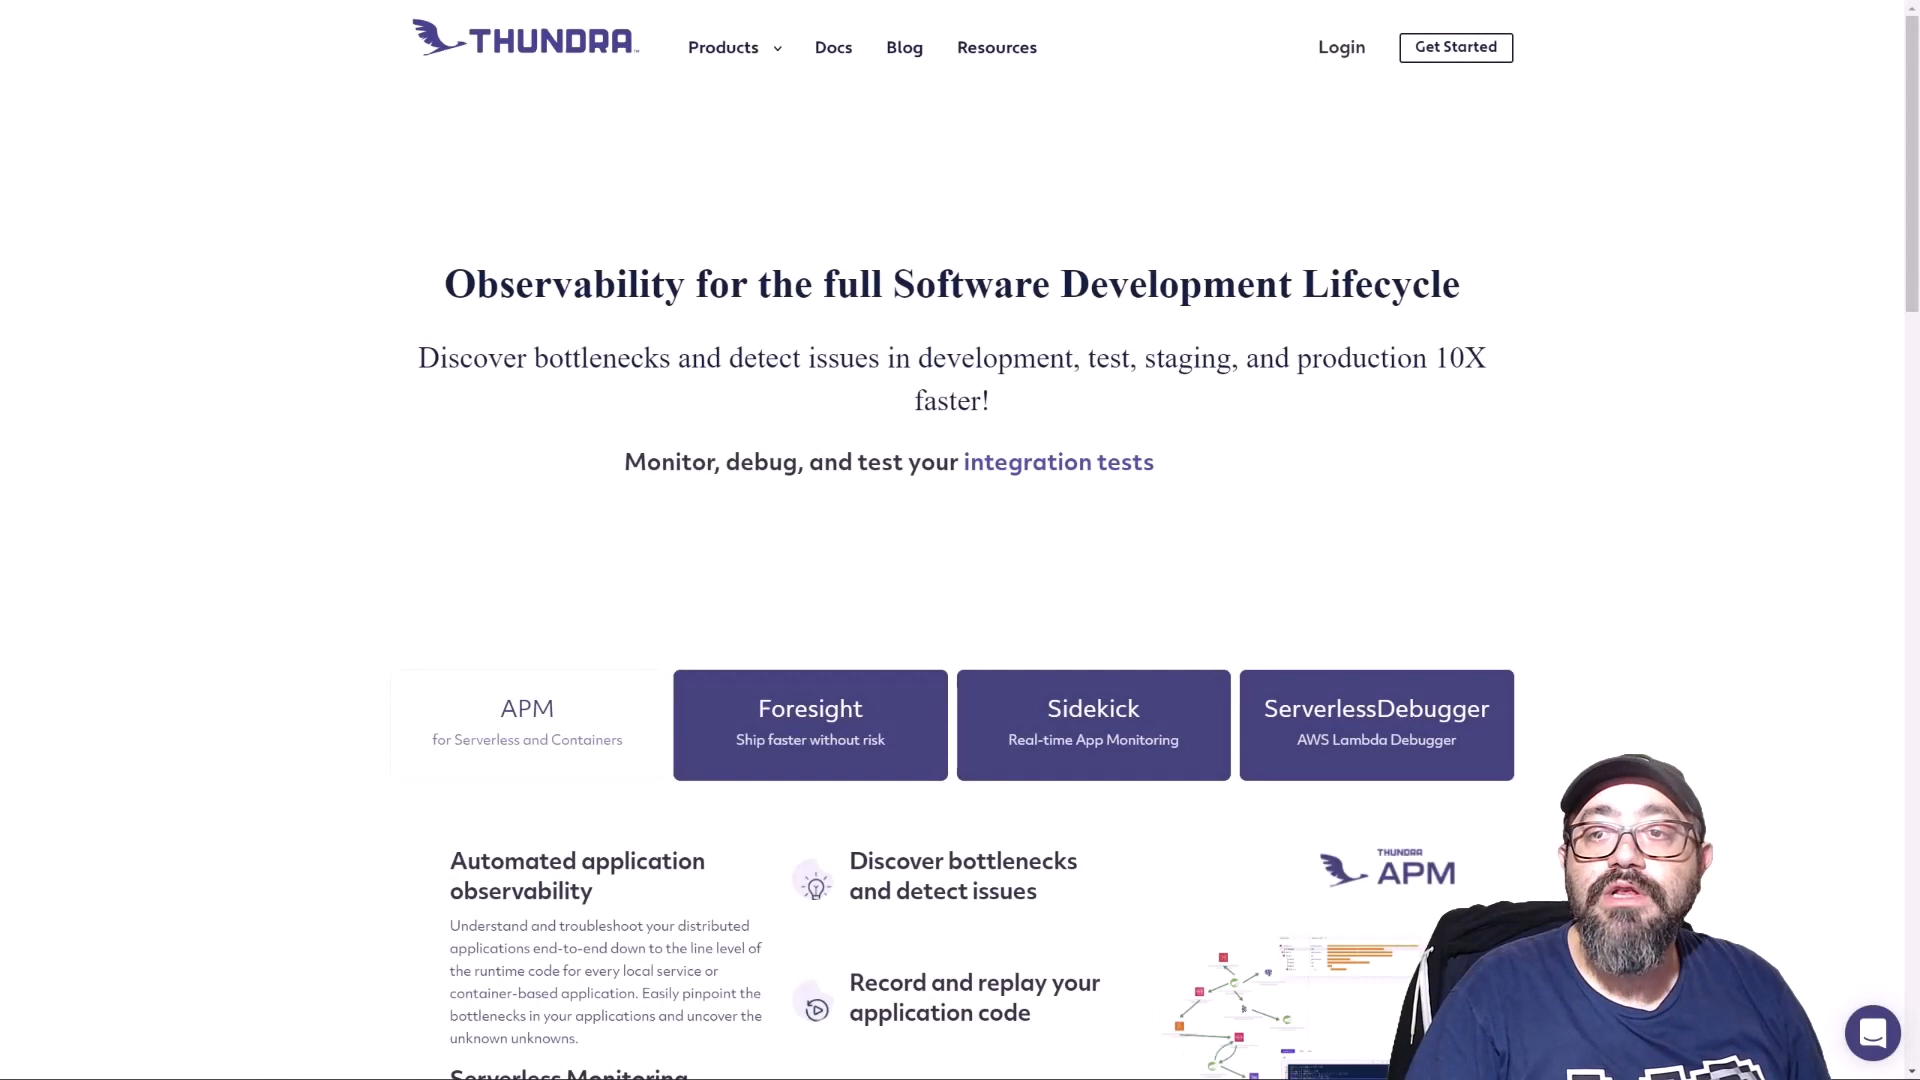 THUNDRA
Products
Docs
Blog
Resources
Login
Get Started
Observability for the full Software Development Lifecycle
Discover bottlenecks and detect issues in development, test, staging, and production 10X
faster!
Monitor, debug, and test your integration tests
APM
for Serverless and Containers
Foresight
Ship faster without risk
Sidekick
Real-time App Monitoring
ServerlessDebugger
AWS Lambda Debugger
Automated application
observability
Understand and troubleshoot your distributed
applications end-to-end down to the line level of
the runtime code for every local service or
container-based application. Easily pinpoint the
bottlenecks in your applications and uncover the
unknown unknowns.
Serverless Monitoring
Discover bottlenecks
and detect issues
Record and replay your
application code
THUNDRA
APM